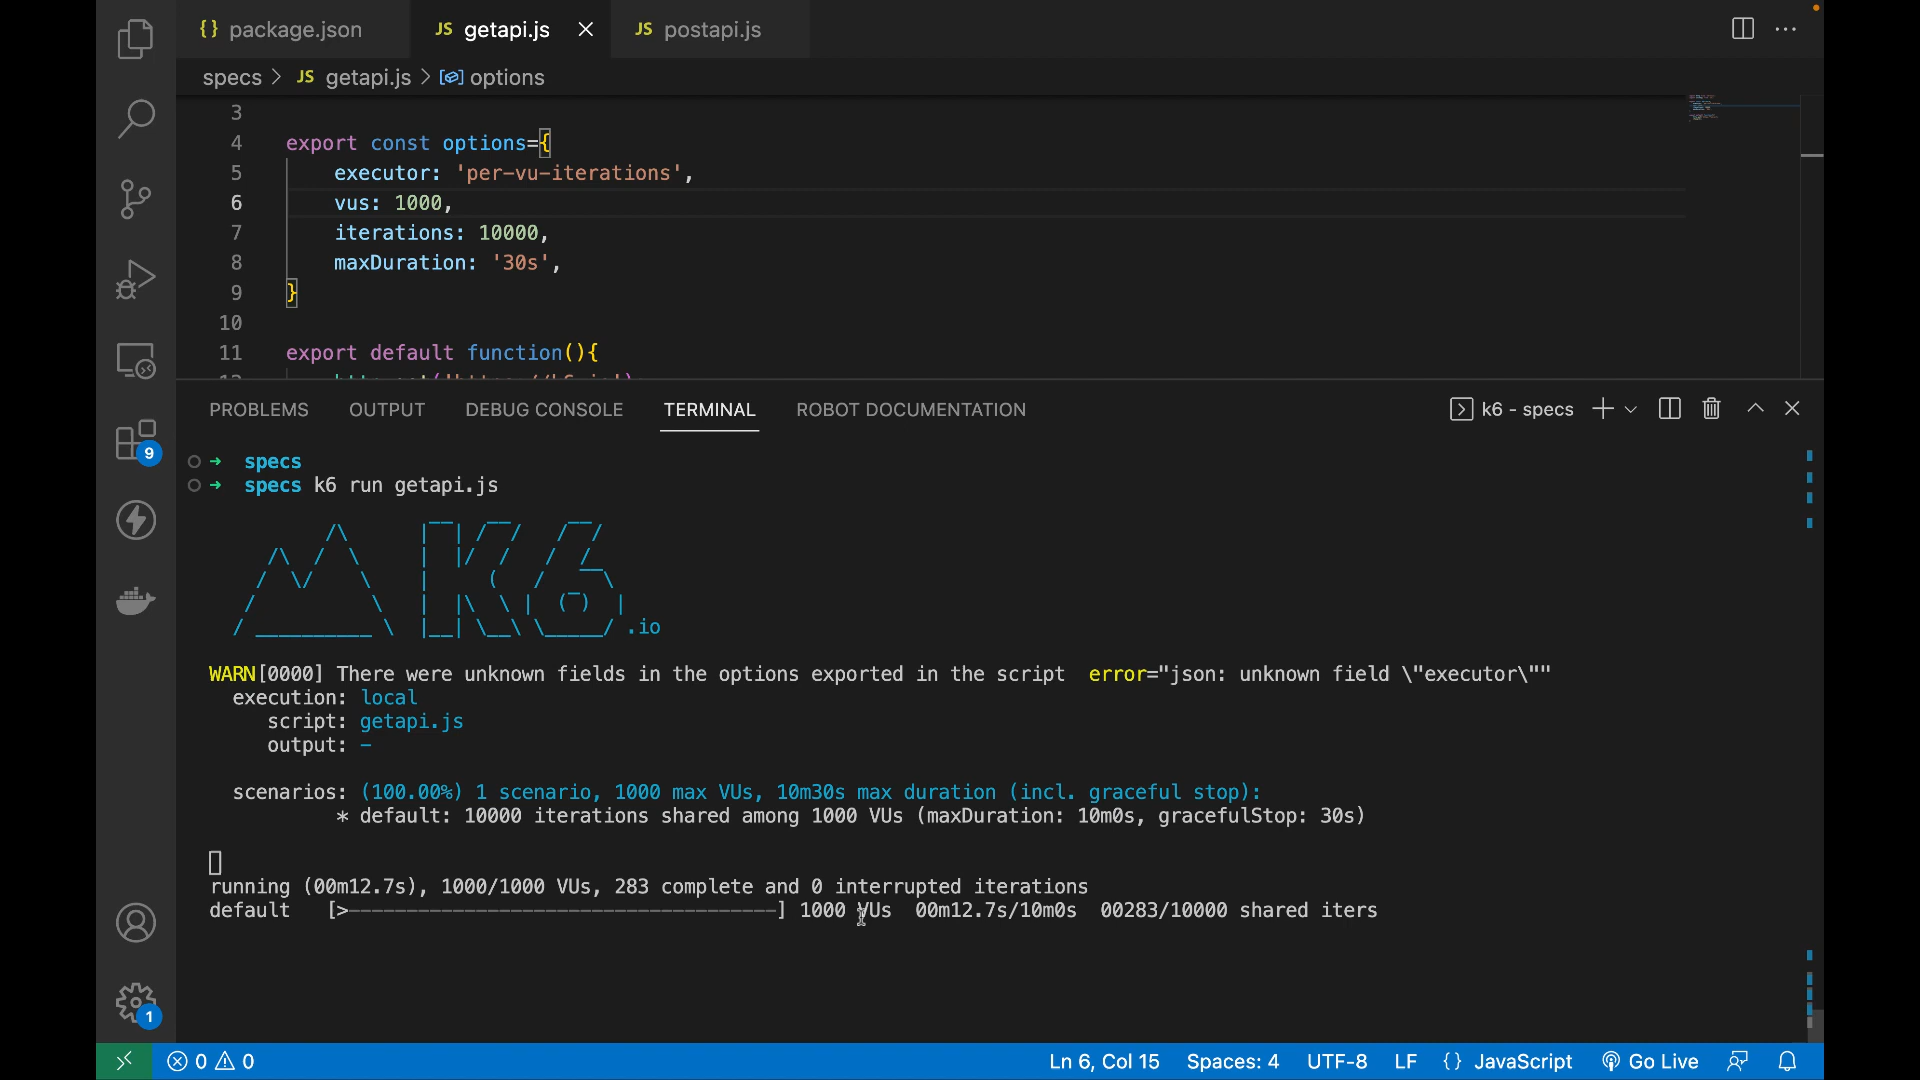 {} package.json JS getapi.js JS postapi.js
specs > JS getapi.js > options
3
4 export const options={
5 executor: 'per-vu-iterations',
6 vus: 1000,
7 iterations: 10000,
8 maxDuration: '30s',
9 }
10
11 export default function(){
PROBLEMS OUTPUT DEBUG CONSOLE TERMINAL ROBOT DOCUMENTATION k6 - specs
9
→ specs
→ specs k6 run getapi.js
.io
WARN[0000] There were unknown fields in the options exported in the script error="json: unknown field \"executor\""
execution: local
script: getapi.js
output: -
scenarios: (100.00%) 1 scenario, 1000 max VUs, 10m30s max duration (incl. graceful stop):
* default: 10000 iterations shared among 1000 VUs (maxDuration: 10m0s, gracefulStop: 30s)
running (00m12.7s), 1000/1000 VUs, 283 complete and 0 interrupted iterations
default [>--------------------------------------] 1000 VUs 00m12.7s/10m0s 00283/10000 shared iters
1
0 0 Ln 6, Col 15 Spaces: 4 UTF-8 LF {} JavaScript Go Live